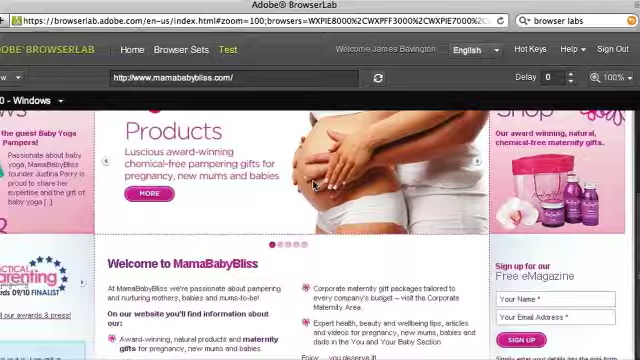 Adobe® BrowserLab
https://browserlab.adobe.com/en-us/index.html#zoom=100;browsers=WXPIE8000%2CWXPFF3000%2CWXPIE7000%2C
browser labs
ADOBE® BROWSERLAB
Home
Browser Sets
Test
Welcome James Bavington
English
Hot Keys
Help
Sign Out
http://www.mamababybliss.com/
Delay
0
100%
0 - Windows
the guest Baby Yoga
Pampers!
Passionate about baby
yoga, MamaBabyBliss
founder Justina Perry is
proud to share her
expertise and the gift of
baby yoga [..]
Products
Luscious award-winning
chemical-free pampering gifts for
pregnancy, new mums and babies
MORE
Shop
Our award winning, natural,
chemical-free maternity gifts.
09/10 FINALIST
ll our awards & press!
Welcome to MamaBabyBliss
At MamaBabyBliss we're passionate about pampering
and nurturing mothers, babies and mums-to-be!
On our website you'll find information about
our:
Award-winning, natural products and maternity
gifts for pregnancy, new mums and babies.
Corporate maternity gift packages tailored to
every company's budget – visit the Corporate
Maternity Area
Expert health, beauty and wellbeing tips, articles
and videos for pregnancy, new mums, babies and
dads in the You and Your Baby Section
Enjoy ... you deserve it!
Sign up for our
Free eMagazine
Your Name *
Your Email Address *
SIGN UP